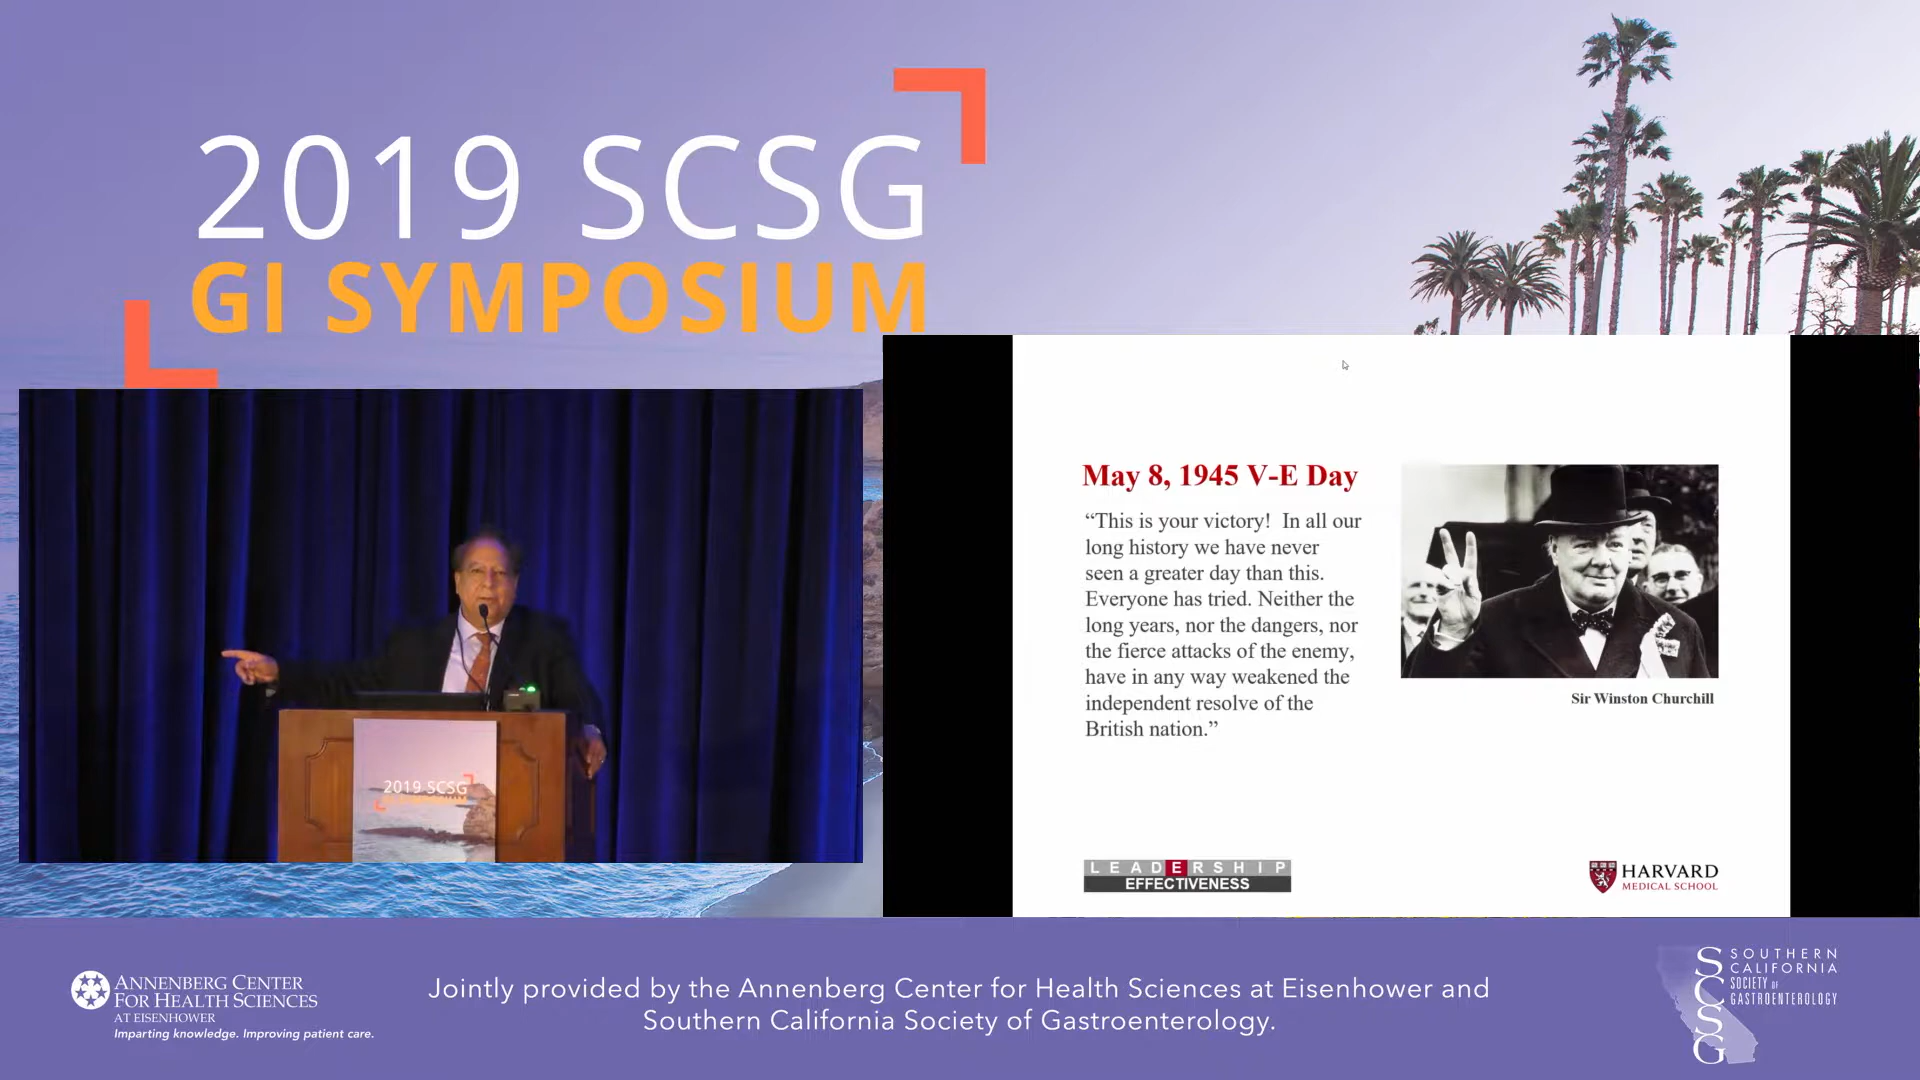 2019 SCSG
GI SYMPOSIUM
May 8, 1945 V-E Day
“This is your victory!  In all our
long history we have never
seen a greater day than this.
Everyone has tried. Neither the
long years, nor the dangers, nor
the fierce attacks of the enemy,
have in any way weakened the
independent resolve of the
British nation.”
Sir Winston Churchill
LEADERSHIP
EFFECTIVENESS
HARVARD
MEDICAL SCHOOL
2019 SCSG
GI SYMPOSIUM
ANNENBERG CENTER
FOR HEALTH SCIENCES
AT EISENHOWER
Imparting knowledge. Improving patient care.
Jointly provided by the Annenberg Center for Health Sciences at Eisenhower and
Southern California Society of Gastroenterology.
SCSG
SOUTHERN
CALIFORNIA
SOCIETY OF
GASTROENTEROLOGY